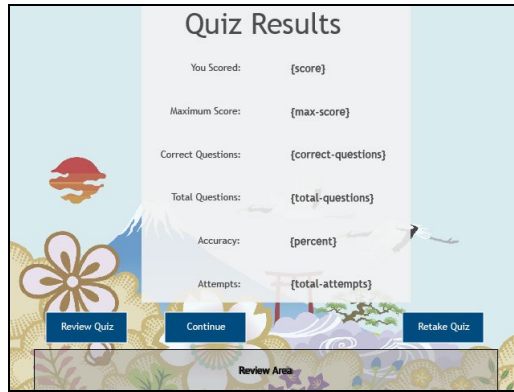 Quiz Results
You Scored: {score}
Maximum Score: {max-score}
Correct Questions: {correct-questions}
Total Questions: {total-questions}
Accuracy: {percent}
Attempts: {total-attempts}
Review Quiz Continue Retake Quiz
Review Area